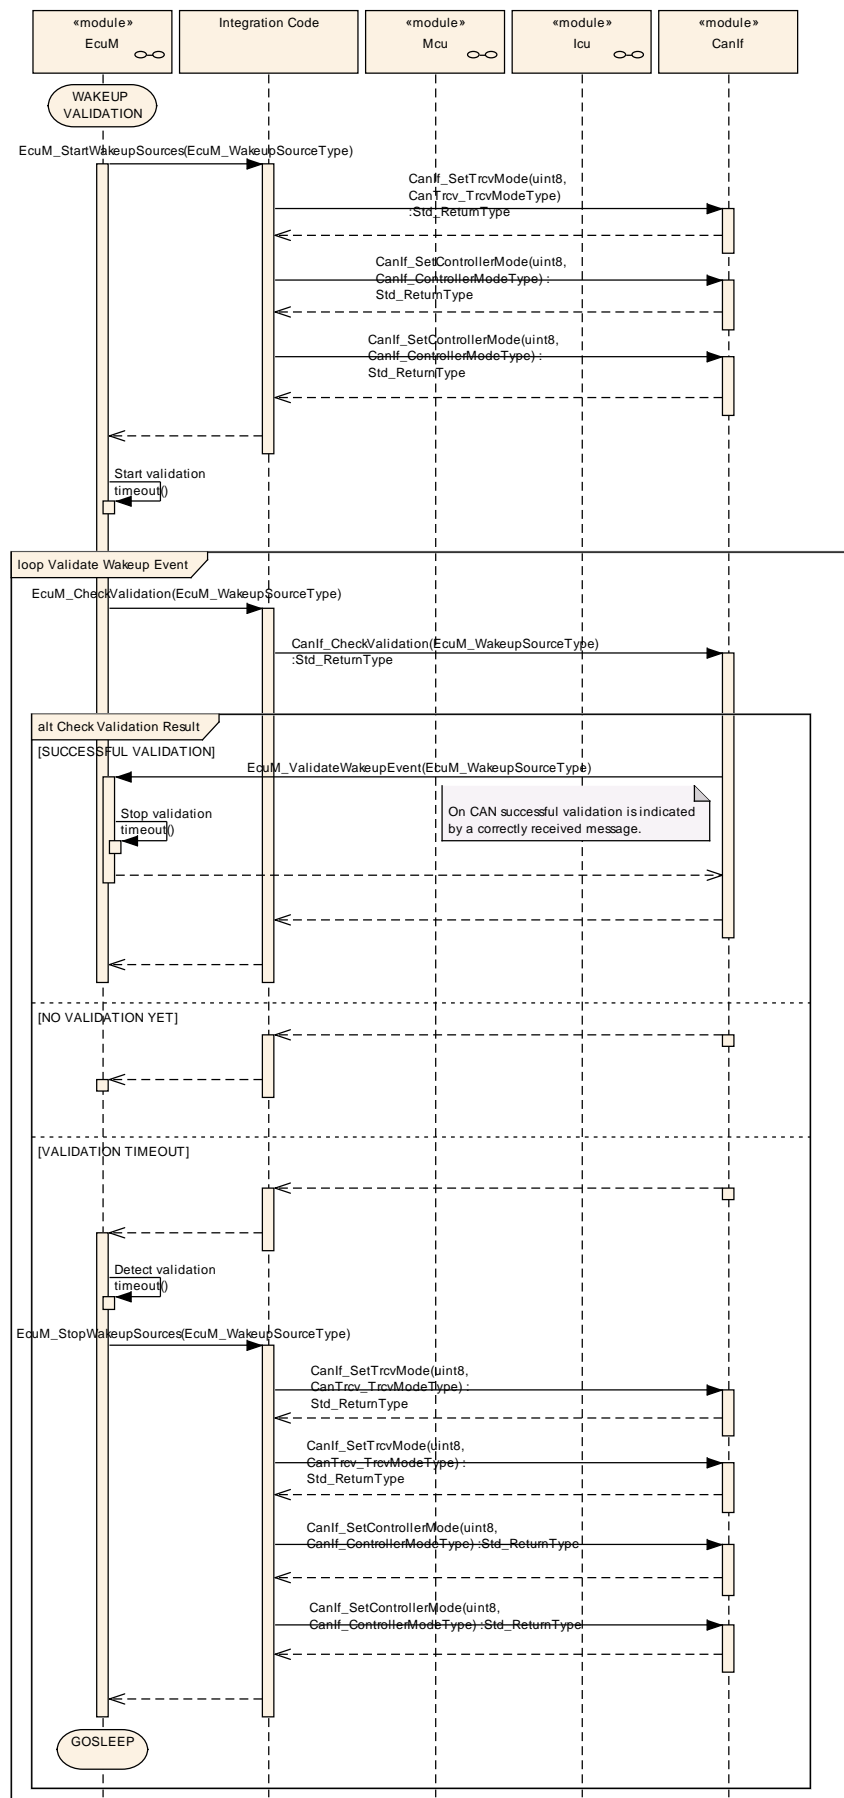 «module»
EcuM
Integration Code
«module»
Mcu
«module»
Icu
«module»
CanIf
WAKEUP
VALIDATION
EcuM_StartWakeupSources(EcuM_WakeupSourceType)
CanIf_SetTrcvMode(uint8,
CanTrcv_TrcvModeType)
:Std_ReturnType
CanIf_SetControllerMode(uint8,
CanIf_ControllerModeType) :
Std_ReturnType
CanIf_SetControllerMode(uint8,
CanIf_ControllerModeType) :
Std_ReturnType
Start validation
timeout()
loop Validate Wakeup Event
EcuM_CheckValidation(EcuM_WakeupSourceType)
CanIf_CheckValidation(EcuM_WakeupSourceType)
:Std_ReturnType
alt Check Validation Result
[SUCCESSFUL VALIDATION]
EcuM_ValidateWakeupEvent(EcuM_WakeupSourceType)
Stop validation
timeout()
On CAN successful validation is indicated
by a correctly received message.
[NO VALIDATION YET]
[VALIDATION TIMEOUT]
Detect validation
timeout()
EcuM_StopWakeupSources(EcuM_WakeupSourceType)
CanIf_SetTrcvMode(uint8,
CanTrcv_TrcvModeType) :
Std_ReturnType
CanIf_SetTrcvMode(uint8,
CanTrcv_TrcvModeType) :
Std_ReturnType
CanIf_SetControllerMode(uint8,
CanIf_ControllerModeType) :Std_ReturnType
CanIf_SetControllerMode(uint8,
CanIf_ControllerModeType) :Std_ReturnType
GOSLEEP